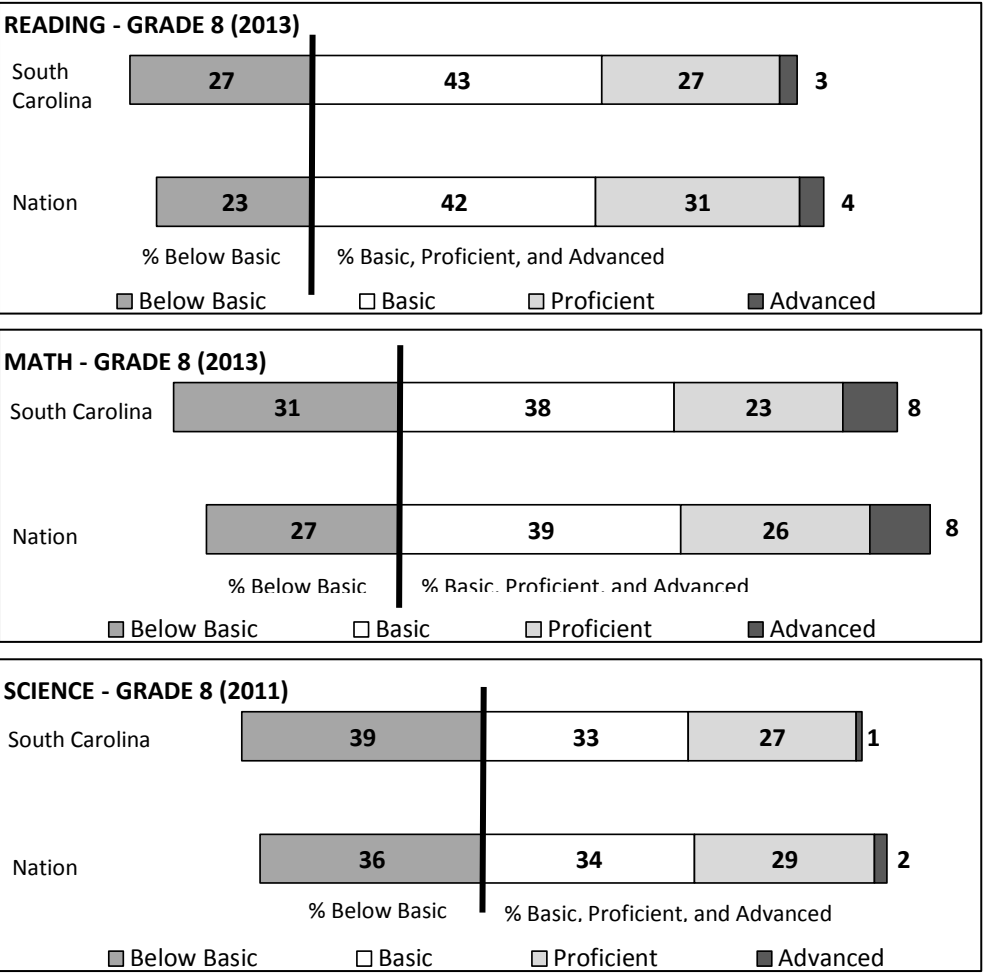 READING - GRADE 8 (2013)
South
Carolina
27 43 27 3
Nation
23 42 31 4
% Below Basic % Basic, Proficient, and Advanced
Below Basic Basic Proficient Advanced
MATH - GRADE 8 (2013)
South Carolina 31 38 23 8
Nation 27 39 26 8
% Below Basic % Basic, Proficient, and Advanced
Below Basic Basic Proficient Advanced
SCIENCE - GRADE 8 (2011)
South Carolina 39 33 27 1
Nation 36 34 29 2
% Below Basic % Basic, Proficient, and Advanced
Below Basic Basic Proficient Advanced